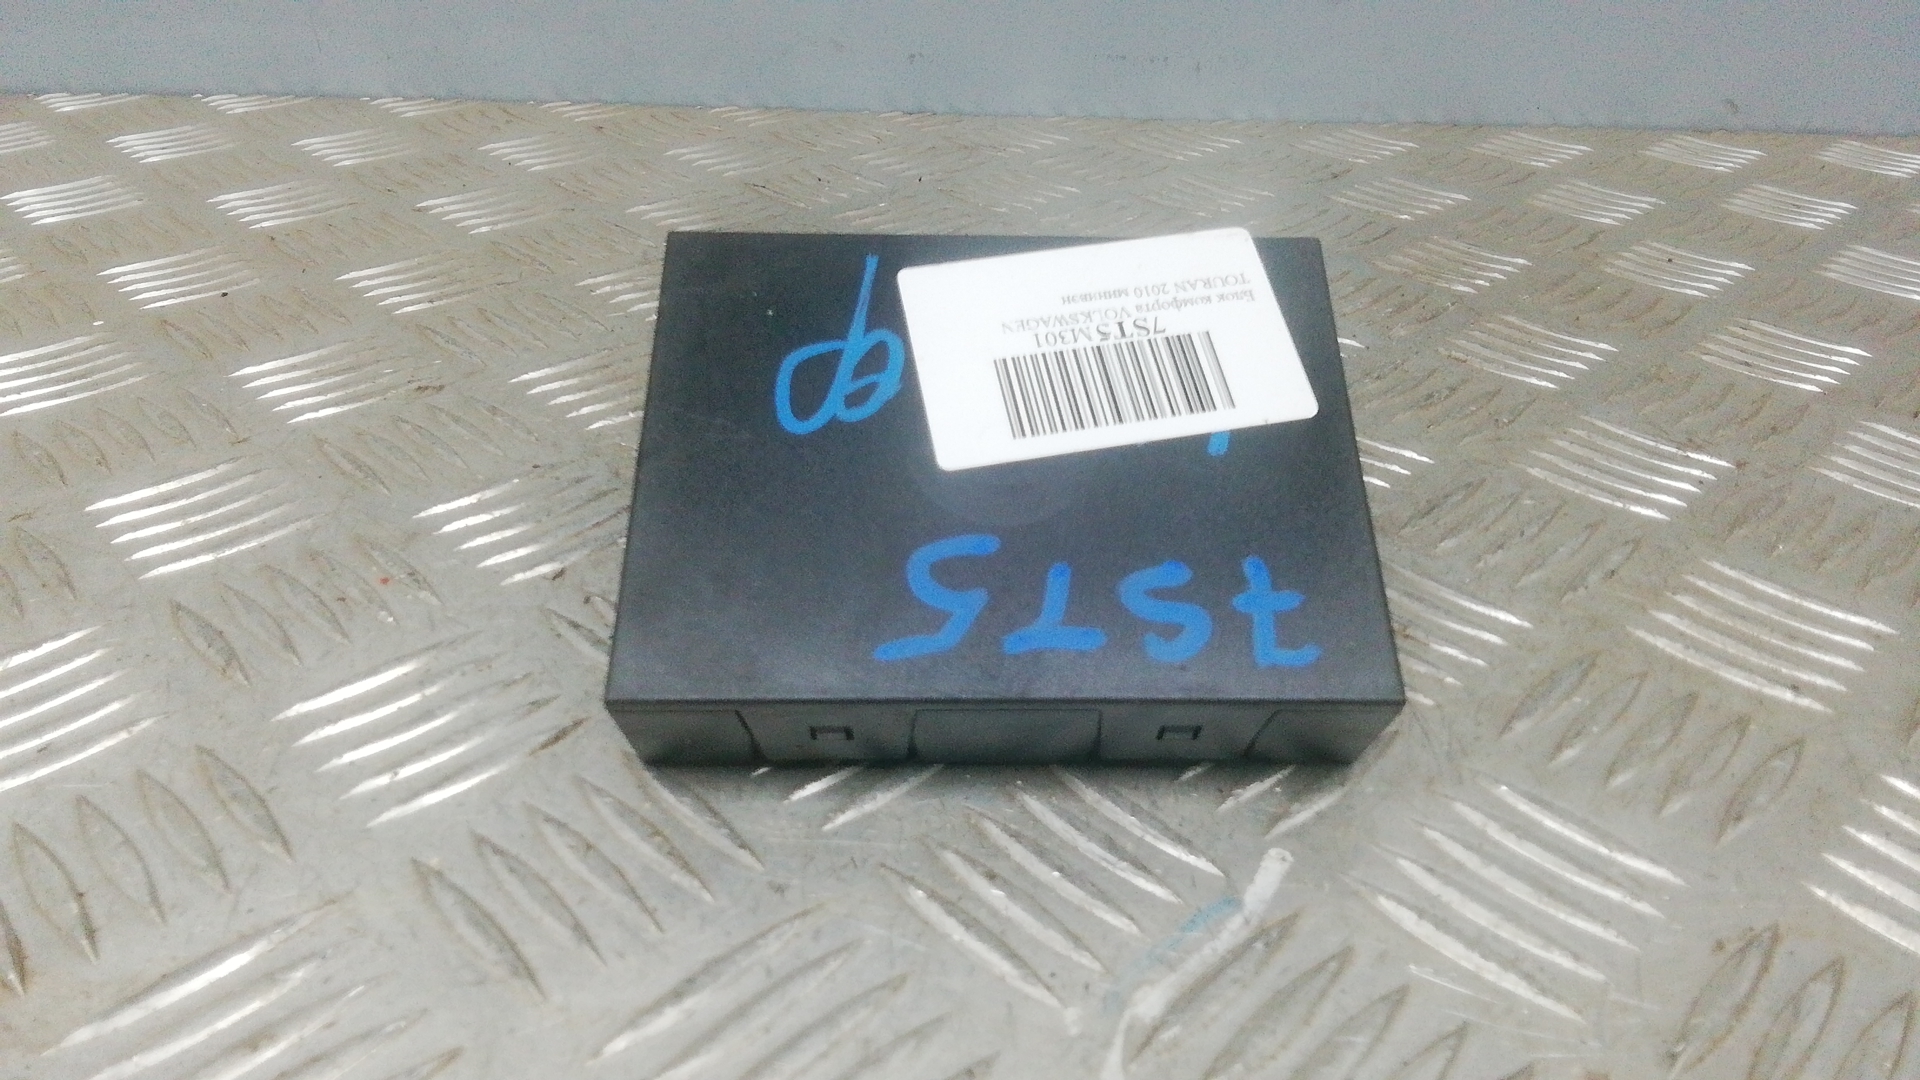 7ST5
7ST5M301
Блок комфорта VOLKSWAGEN
TOURAN 2010 минивэн